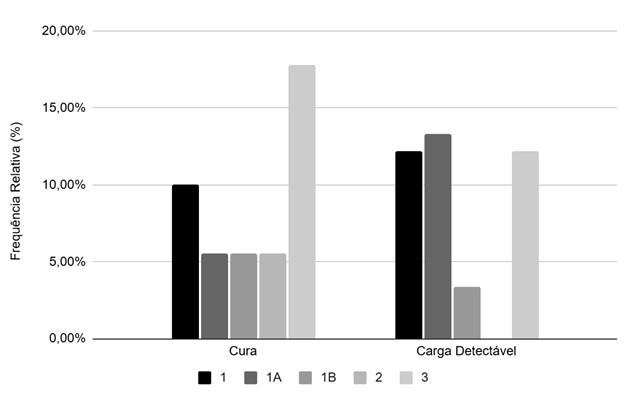 20,00%
15,00%
10,00%
5,00%
0,00%
Frequência Relativa (%)
Cura
Carga Detectável
1 1A 1B 2 3